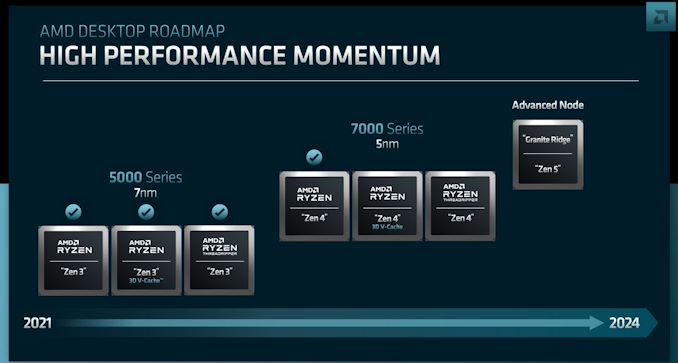 AMD DESKTOP ROADMAP
HIGH PERFORMANCE MOMENTUM
Advanced Node
"Granite Ridge"
"Zen 5"
7000 Series
5nm
AMD
RYZEN
"Zen 4"
AMD
RYZEN
"Zen 4"
3D V-Cache
AMD
RYZEN
THREADRIPPER
"Zen 4"
5000 Series
7nm
AMD
RYZEN
"Zen 3"
AMD
RYZEN
"Zen 3"
3D V-Cache™
AMD
RYZEN
THREADRIPPER
"Zen 3"
2021
2024